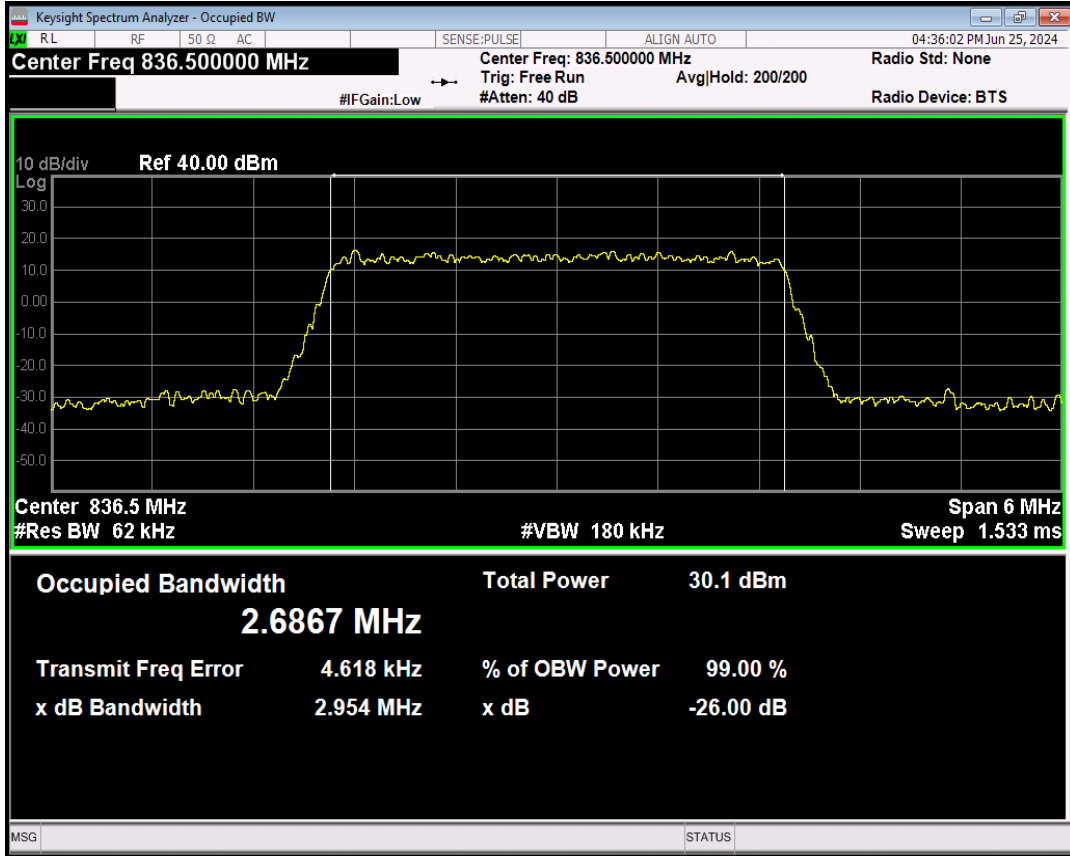 Keysight Spectrum Analyzer - Occupied BW
LXI RL RF 50 Ω AC SENSE:PULSE ALIGN AUTO 04:36:02 PM Jun 25, 2024
Center Freq 836.500000 MHz Center Freq: 836.500000 MHz Radio Std: None
Trig: Free Run Avg|Hold: 200/200
#IFGain:Low #Atten: 40 dB Radio Device: BTS
10 dB/div Ref 40.00 dBm
Log
30.0
20.0
10.0
0.00
-10.0
-20.0
-30.0
-40.0
-50.0
Center 836.5 MHz Span 6 MHz
#Res BW 62 kHz #VBW 180 kHz Sweep 1.533 ms
Occupied Bandwidth Total Power 30.1 dBm
2.6867 MHz
Transmit Freq Error 4.618 kHz % of OBW Power 99.00 %
x dB Bandwidth 2.954 MHz x dB -26.00 dB
MSG STATUS